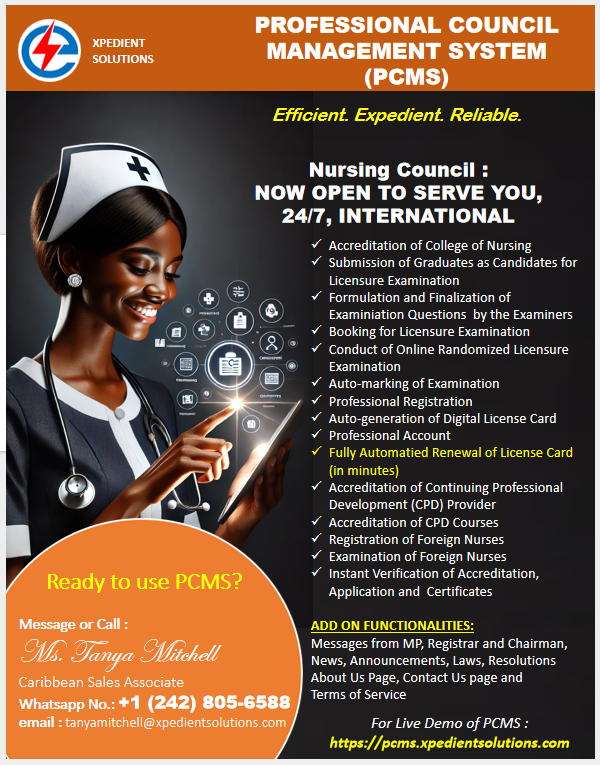 XPEDIENT
SOLUTIONS
PROFESSIONAL COUNCIL
MANAGEMENT SYSTEM
(PCMS)
Efficient. Expedient. Reliable.
Nursing Council :
NOW OPEN TO SERVE YOU,
24/7, INTERNATIONAL
✓ Accreditation of College of Nursing
✓ Submission of Graduates as Candidates for
Licensure Examination
✓ Formulation and Finalization of
Examiniation Questions by the Examiners
✓ Booking for Licensure Examination
✓ Conduct of Online Randomized Licensure
Examination
✓ Auto-marking of Examination
✓ Professional Registration
✓ Auto-generation of Digital License Card
✓ Professional Account
✓ Fully Automatied Renewal of License Card
(in minutes)
✓ Accreditation of Continuing Professional
Development (CPD) Provider
✓ Accreditation of CPD Courses
✓ Registration of Foreign Nurses
✓ Examination of Foreign Nurses
✓ Instant Verification of Accreditation,
Application and Certificates
ADD ON FUNCTIONALITIES:
Messages from MP, Registrar and Chairman,
News, Announcements, Laws, Resolutions
About Us Page, Contact Us page and
Terms of Service
For Live Demo of PCMS :
https://pcms.xpedientsolutions.com
Ready to use PCMS?
Message or Call :
Ms. Tanya Mitchell
Caribbean Sales Associate
Whatsapp No.: +1 (242) 805-6588
email : tanyamitchell@xpedientsolutions.com